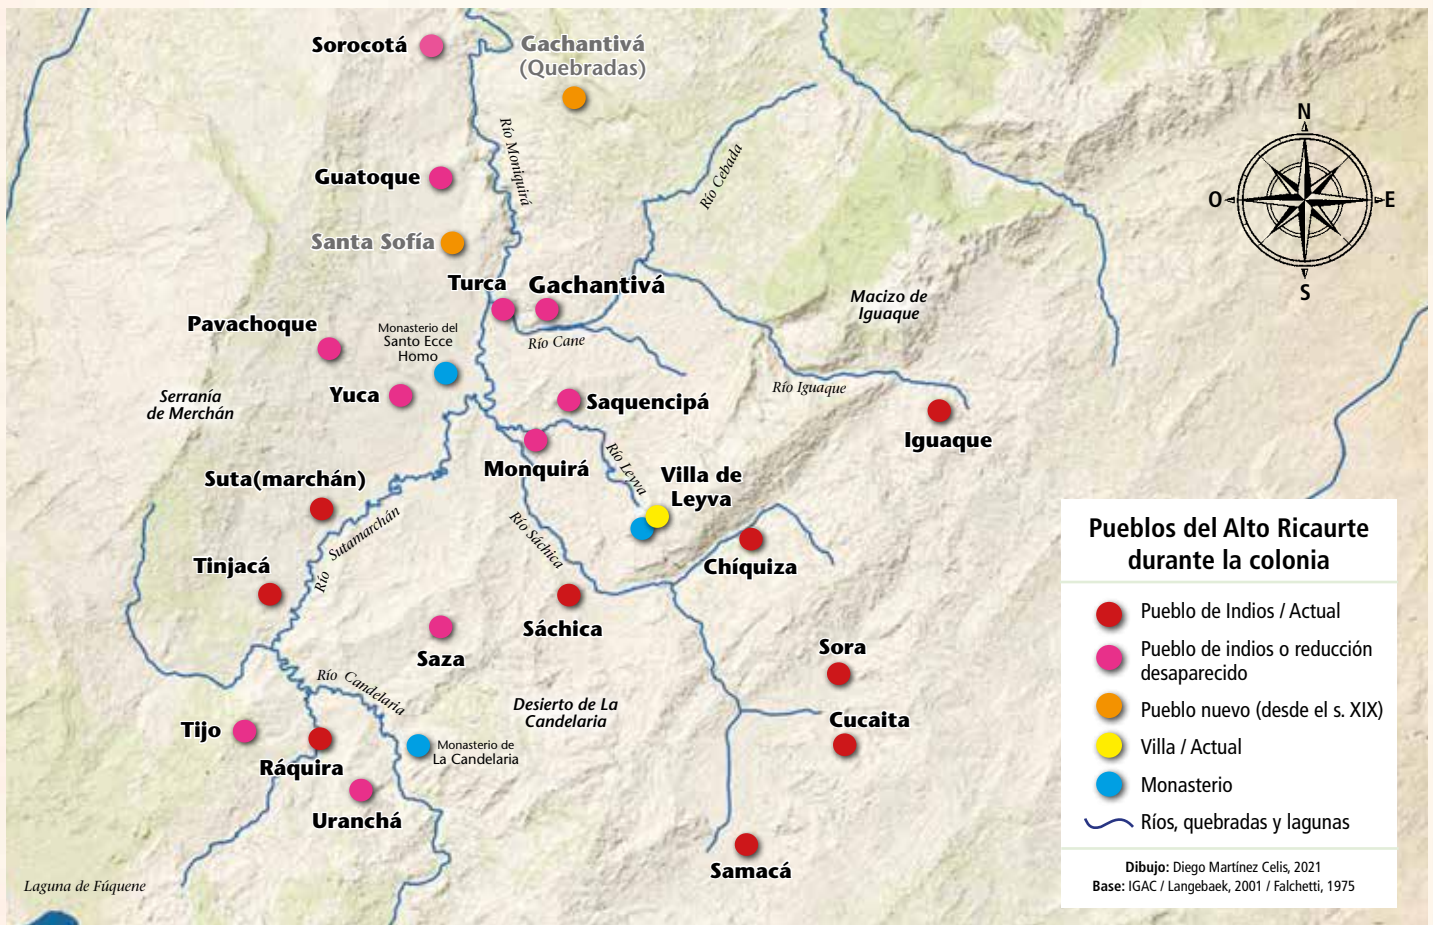 Sorocotá
Gachantivá
(Quebradas)
Río Moniquirá
Río Cebada
N
O
E
S
Guatoque
Santa Sofía
Turca
Gachantivá
Macizo de
Iguaque
Pavachoque
Monasterio del
Santo Ecce
Homo
Río Cane
Serranía
de Merchán
Yuca
Saquencipá
Río Iguaque
Iguaque
Monquirá
Río Leyva
Villa de
Leyva
Suta(marchán)
Río Sutamarchán
Río Sáchica
Chíquiza
Tinjacá
Sáchica
Saza
Sora
Río Candelaria
Desierto de La
Candelaria
Cucaita
Tijo
Ráquira
Monasterio de
La Candelaria
Uranchá
Samacá
Laguna de Fúquene
Pueblos del Alto Ricaurte
durante la colonia
Pueblo de Indios / Actual
Pueblo de indios o reducción
desaparecido
Pueblo nuevo (desde el s. XIX)
Villa / Actual
Monasterio
Ríos, quebradas y lagunas
Dibujo: Diego Martínez Celis, 2021
Base: IGAC / Langebaek, 2001 / Falchetti, 1975